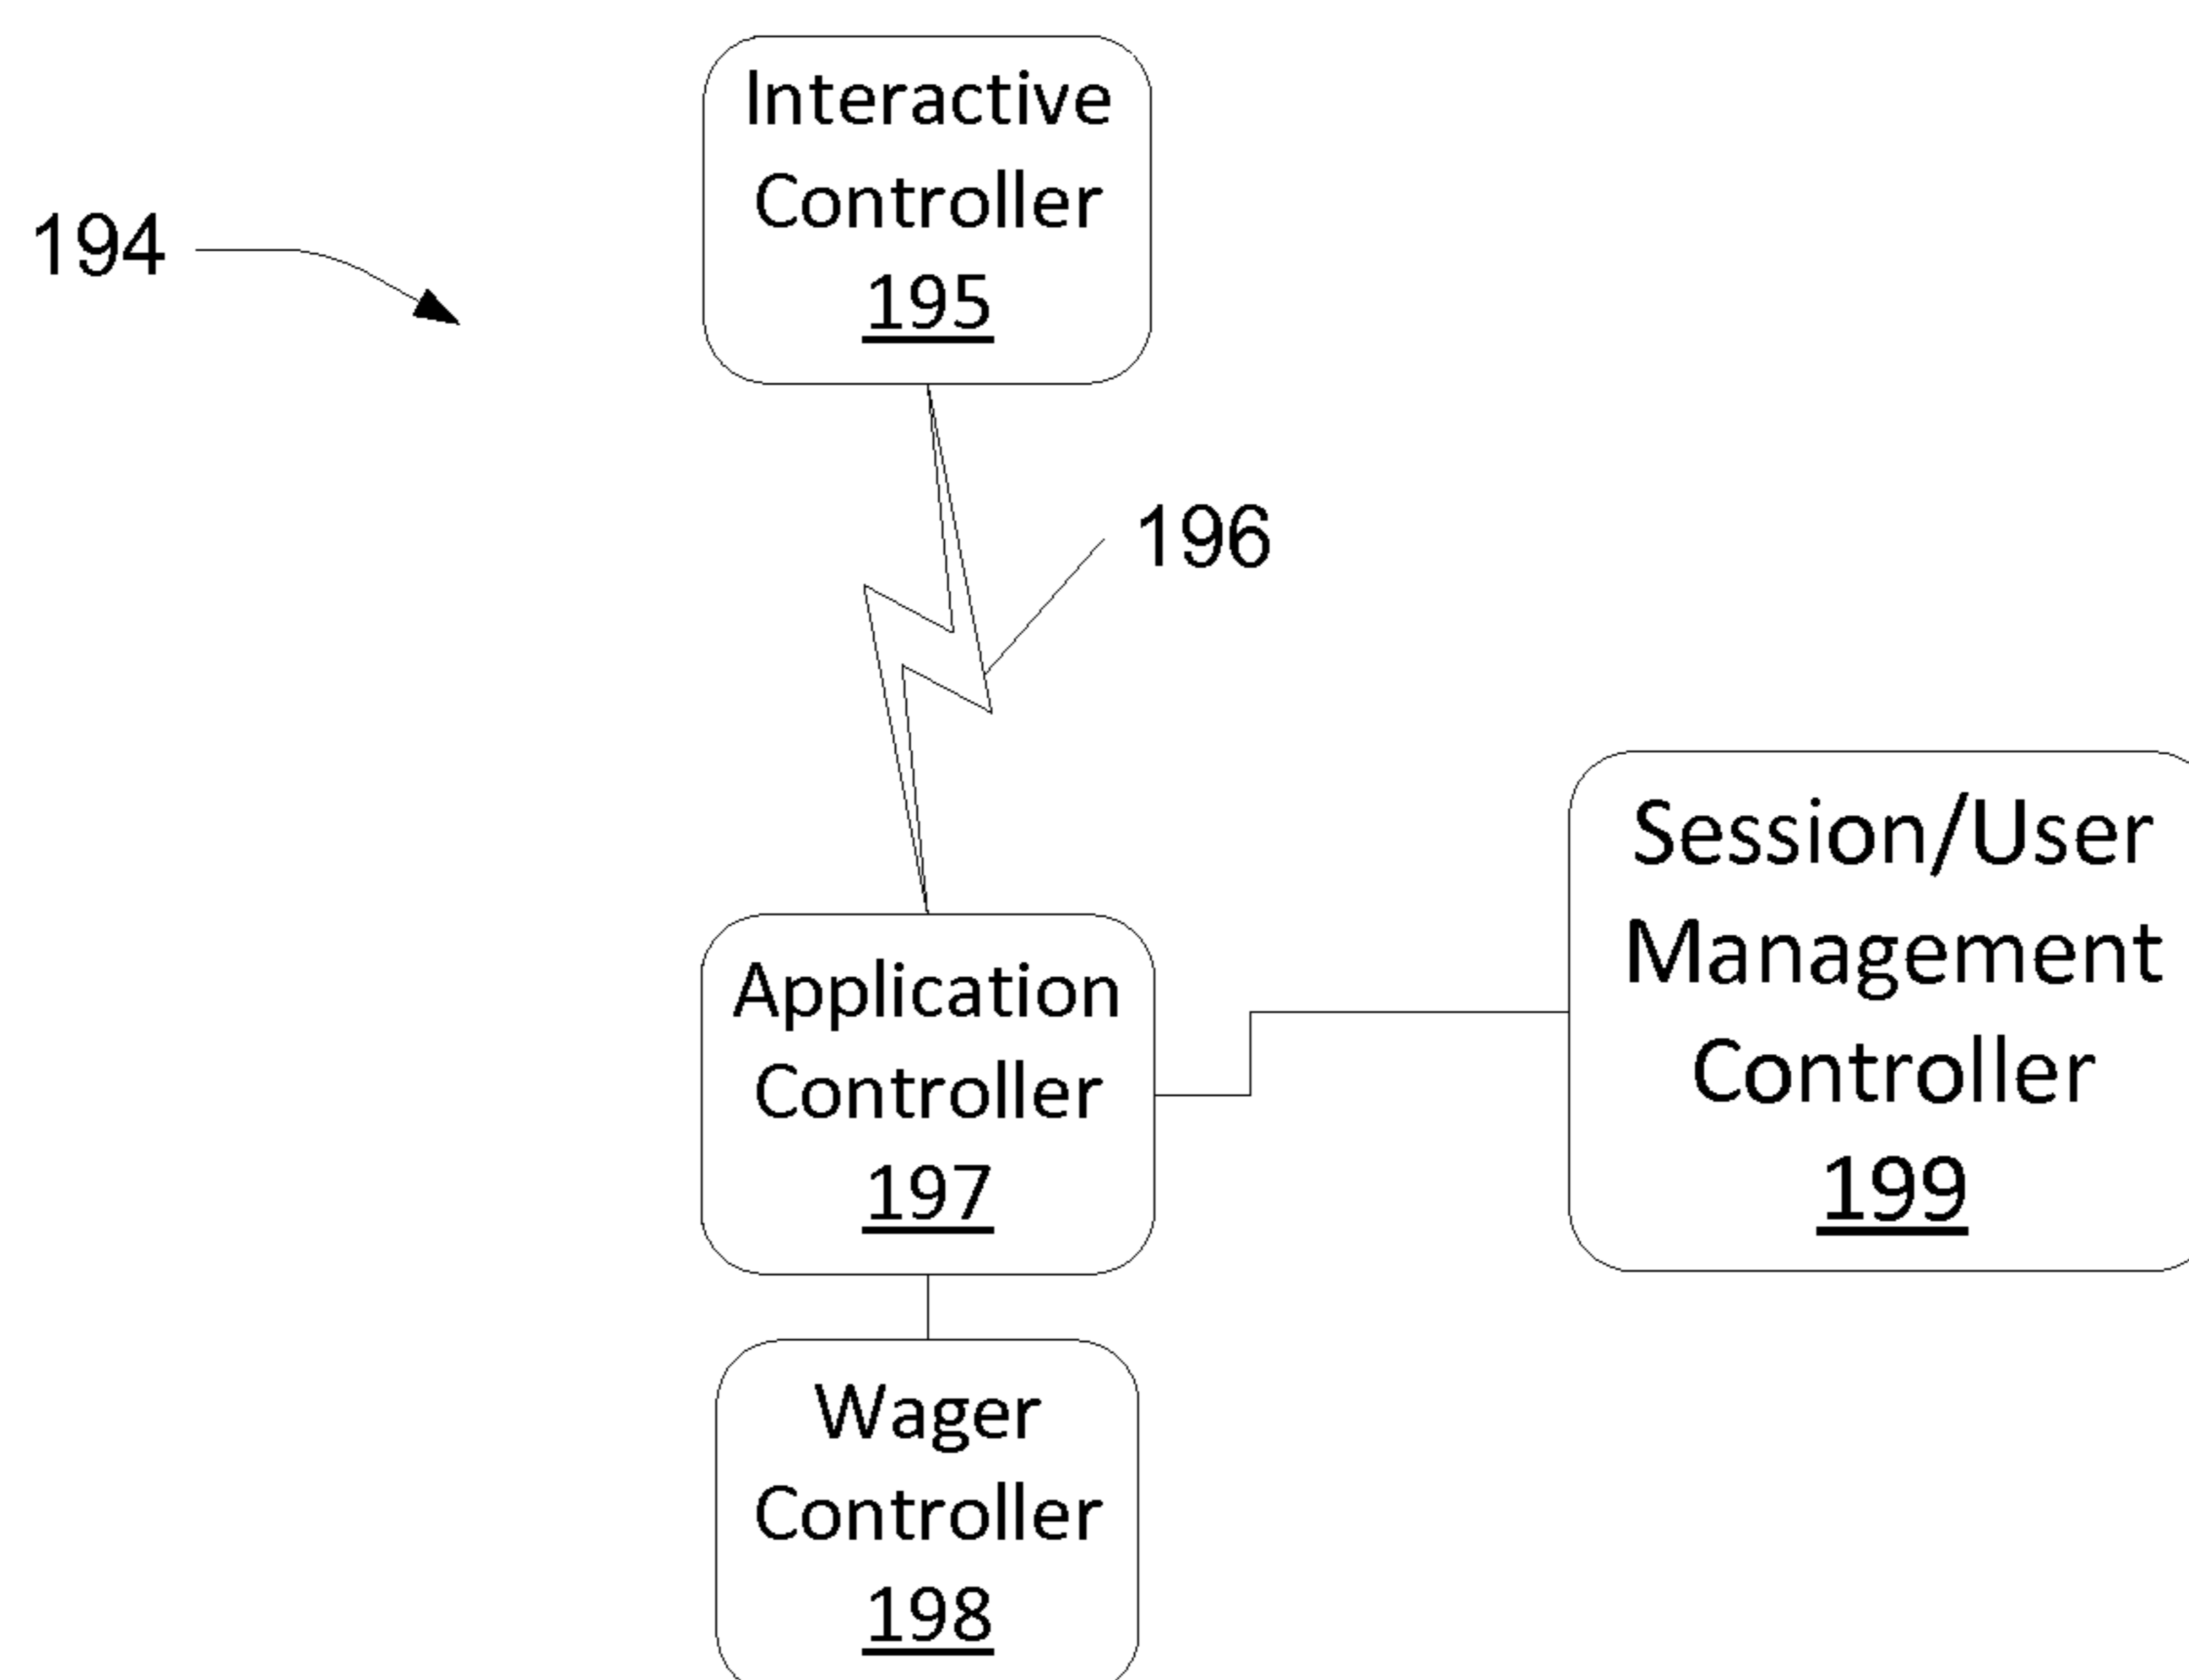 Interactive
Controller
195
194
196
Application
Controller
197
Session/User
Management
Controller
199
Wager
Controller
198